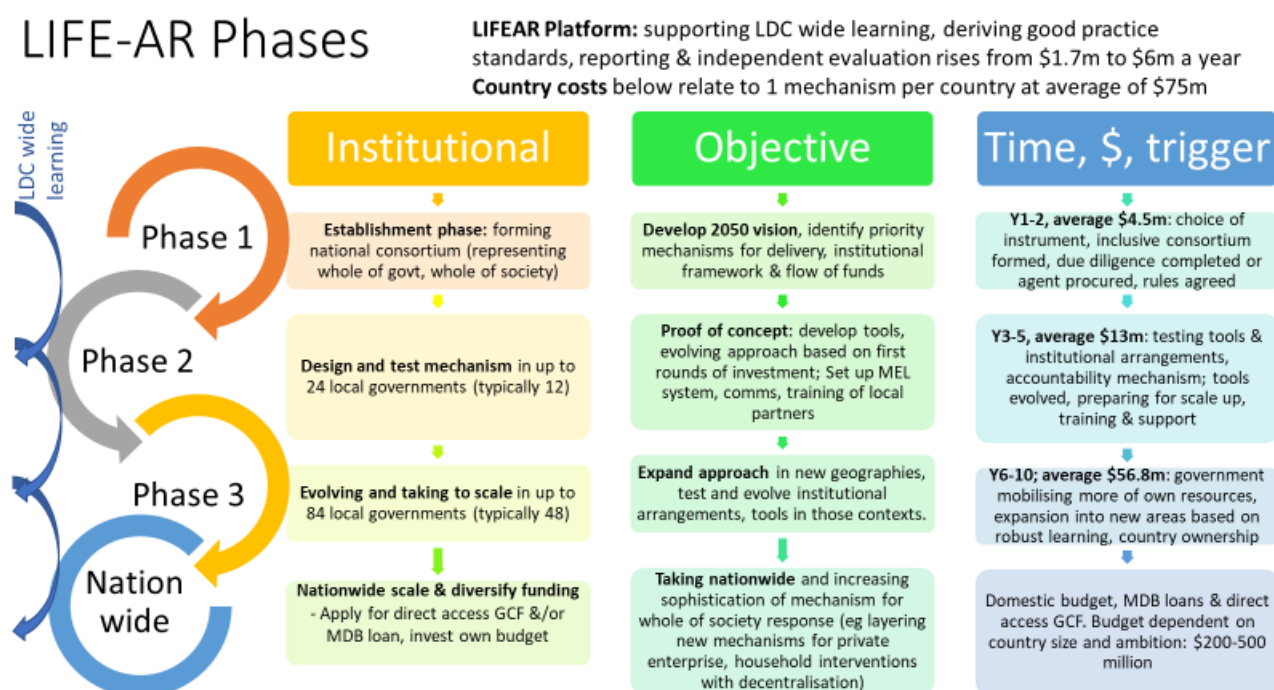 LIFE-AR Phases
LIFEAR Platform: supporting LDC wide learning, deriving good practice
standards, reporting & independent evaluation rises from $1.7m to $6m a year
Country costs below relate to 1 mechanism per country at average of $75m
LDC wide
learning
Institutional
Objective
Time, $, trigger
Phase 1
Establishment phase: forming
national consortium (representing
whole of govt, whole of society)
Develop 2050 vision, identify priority
mechanisms for delivery, institutional
framework & flow of funds
Y1-2, average $4.5m: choice of
instrument, inclusive consortium
formed, due diligence completed or
agent procured, rules agreed
Phase 2
Design and test mechanism in up to
24 local governments (typically 12)
Proof of concept: develop tools,
evolving approach based on first
rounds of investment; Set up MEL
system, comms, training of local
partners
Y3-5, average $13m: testing tools &
institutional arrangements,
accountability mechanism; tools
evolved, preparing for scale up,
training & support
Phase 3
Evolving and taking to scale in up to
84 local governments (typically 48)
Expand approach in new geographies,
test and evolve institutional
arrangements, tools in those contexts.
Y6-10; average $56.8m: government
mobilising more of own resources,
expansion into new areas based on
robust learning, country ownership
Nation
wide
Nationwide scale & diversify funding
- Apply for direct access GCF &/or
MDB loan, invest own budget
Taking nationwide and increasing
sophistication of mechanism for
whole of society response (eg layering
new mechanisms for private
enterprise, household interventions
with decentralisation)
Domestic budget, MDB loans & direct
access GCF. Budget dependent on
country size and ambition: $200-500
million